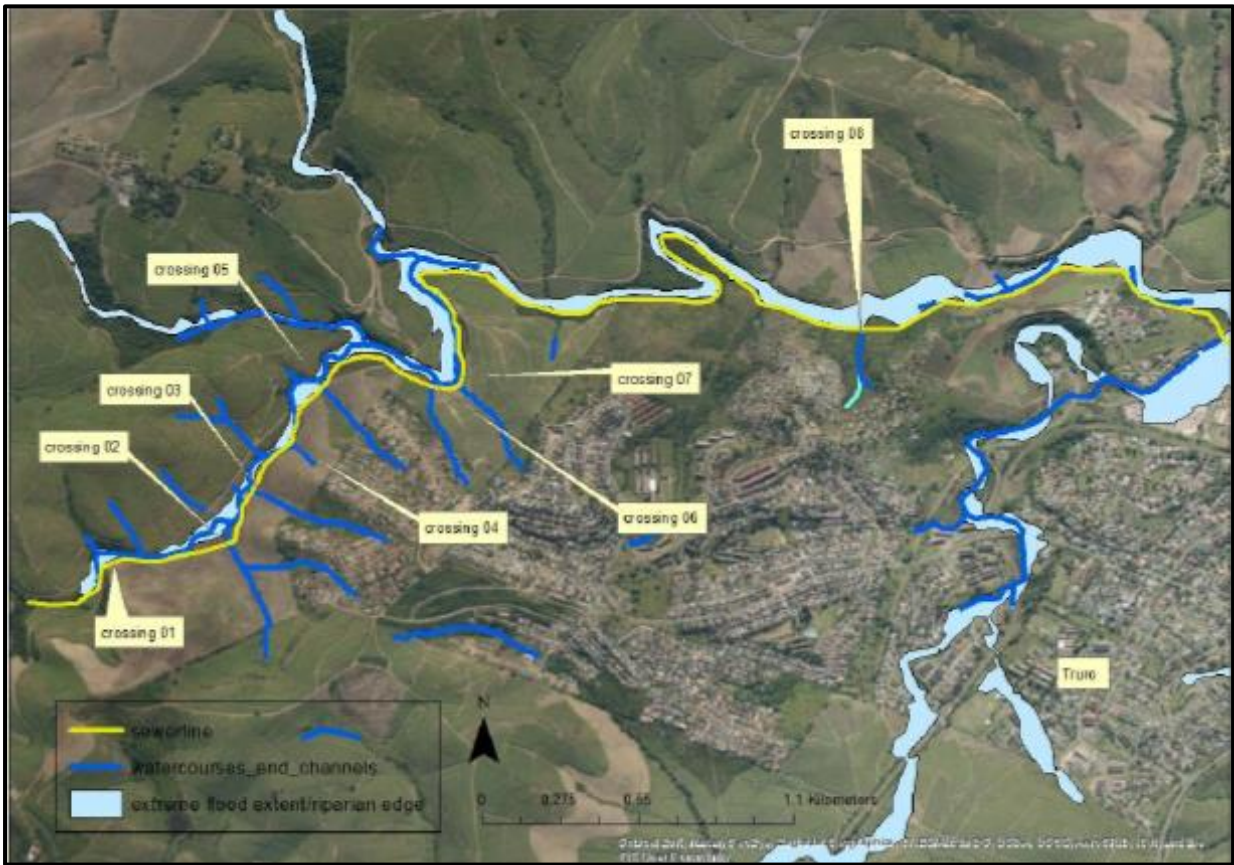 crossing 08
crossing 05
crossing 03
crossing 07
crossing 02
crossing 04
crossing 06
crossing 01
Truro
sewerline
watercourses_and_channels
extreme flood extent/riparian edge
N
0 0.275 0.55 1.1 Kilometers